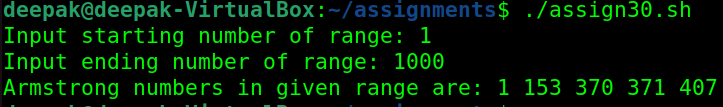 deepak@deepak-VirtualBox:~/assignments$ ./assign30.sh
Input starting number of range: 1
Input ending number of range: 1000
Armstrong numbers in given range are: 1 153 370 371 407